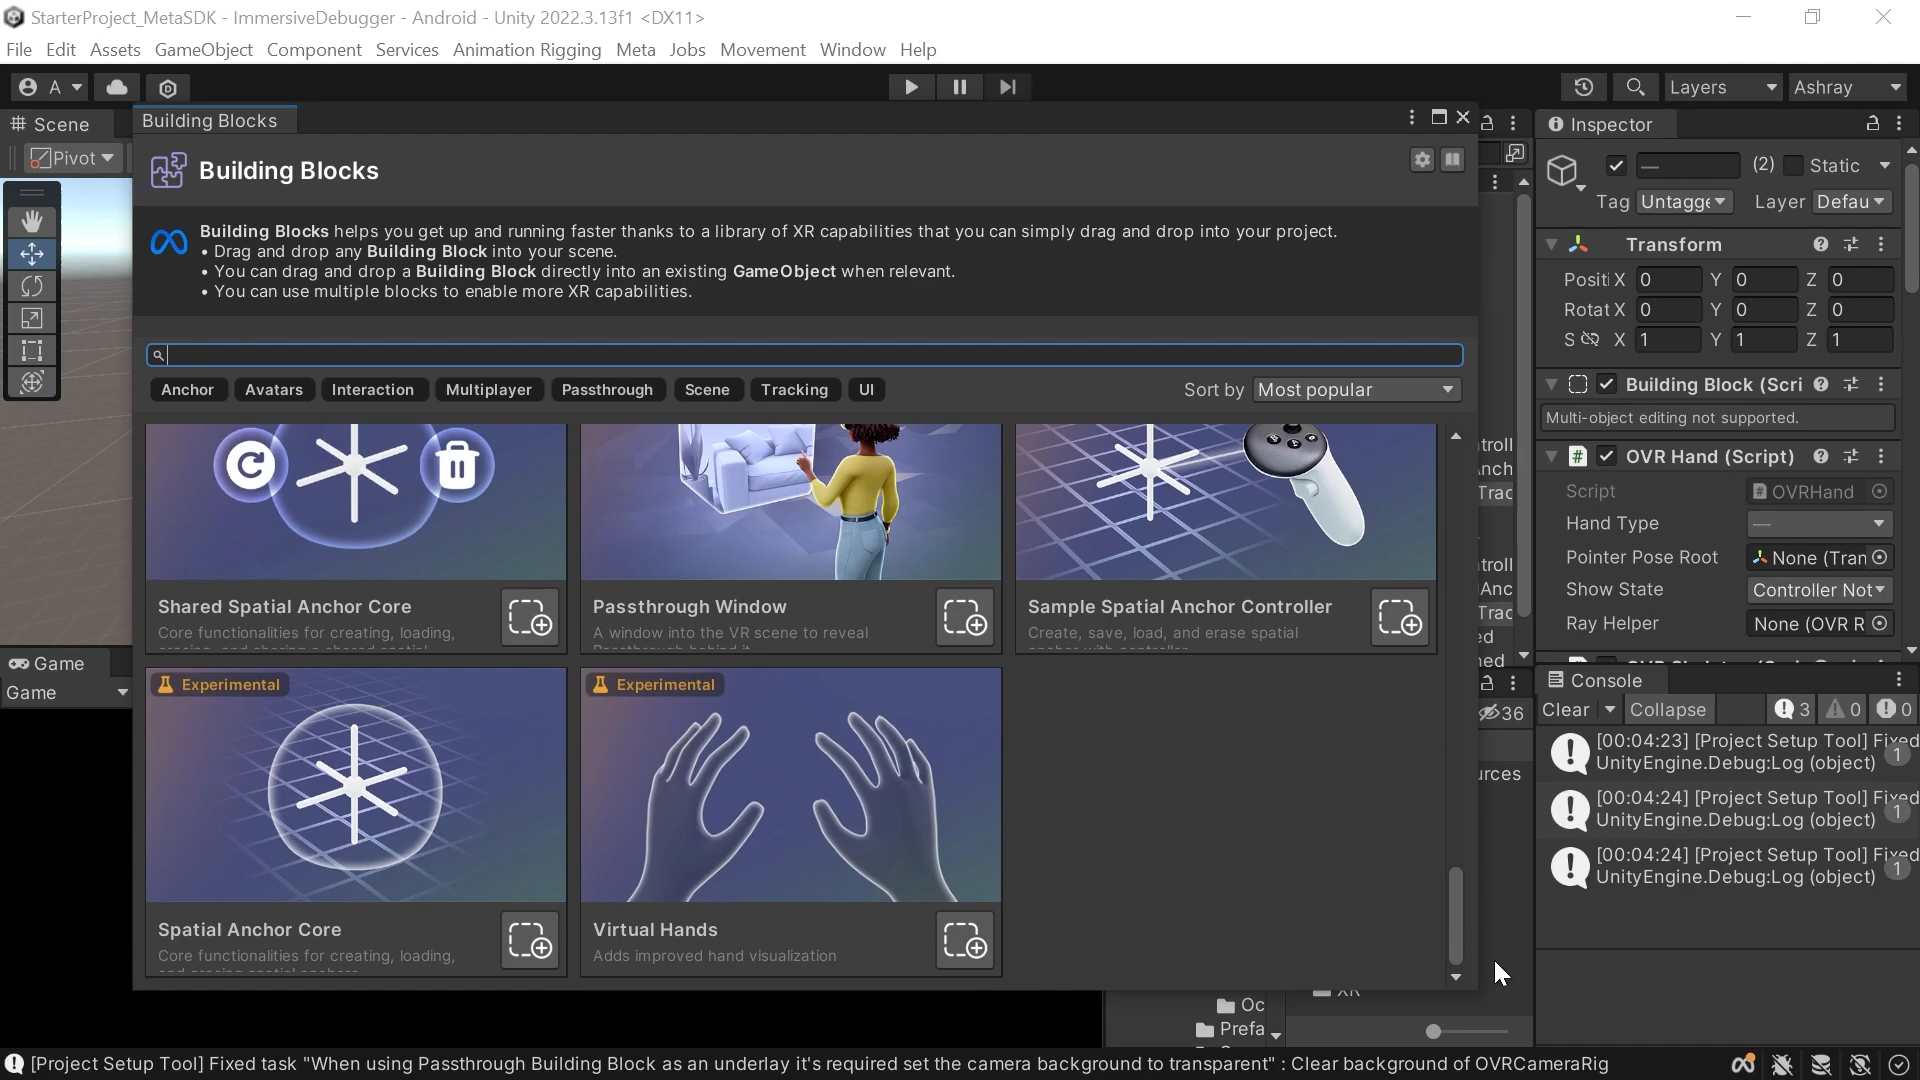 StarterProject_MetaSDK - ImmersiveDebugger - Android - Unity 2022.3.13f1 <DX11>
File Edit Assets GameObject Component Services Animation Rigging Meta Jobs Movement Window Help
A
Layers
Ashray
Scene
Building Blocks
Inspector
Pivot
Building Blocks
(2) Static
Tag Untagge Layer Defau
Building Blocks helps you get up and running faster thanks to a library of XR capabilities that you can simply drag and drop into your project.
• Drag and drop any Building Block into your scene.
• You can drag and drop a Building Block directly into an existing GameObject when relevant.
• You can use multiple blocks to enable more XR capabilities.
Transform
Positi X 0 Y 0 Z 0
Rotat X 0 Y 0 Z 0
S X 1 Y 1 Z 1
Anchor Avatars Interaction Multiplayer Passthrough Scene Tracking UI
Sort by Most popular
Building Block (Scri
Multi-object editing not supported.
OVR Hand (Script)
Script OVRHand
Hand Type —
Pointer Pose Root None (Tran
Show State Controller Not
Ray Helper None (OVR R
troll
nch
Trac
troll
Anc
Trac
ed
ned
Shared Spatial Anchor Core
Core functionalities for creating, loading,
Passthrough Window
A window into the VR scene to reveal
Sample Spatial Anchor Controller
Create, save, load, and erase spatial
Experimental
Spatial Anchor Core
Core functionalities for creating, loading,
Experimental
Virtual Hands
Adds improved hand visualization
Game
Game
36
urces
XR
Oc
Prefa
Console
Clear Collapse 3 0 0
[00:04:23] [Project Setup Tool] Fixed
UnityEngine.Debug:Log (object) 1
[00:04:24] [Project Setup Tool] Fixed
UnityEngine.Debug:Log (object) 1
[00:04:24] [Project Setup Tool] Fixed
UnityEngine.Debug:Log (object) 1
[Project Setup Tool] Fixed task "When using Passthrough Building Block as an underlay it's required set the camera background to transparent" : Clear background of OVRCameraRig